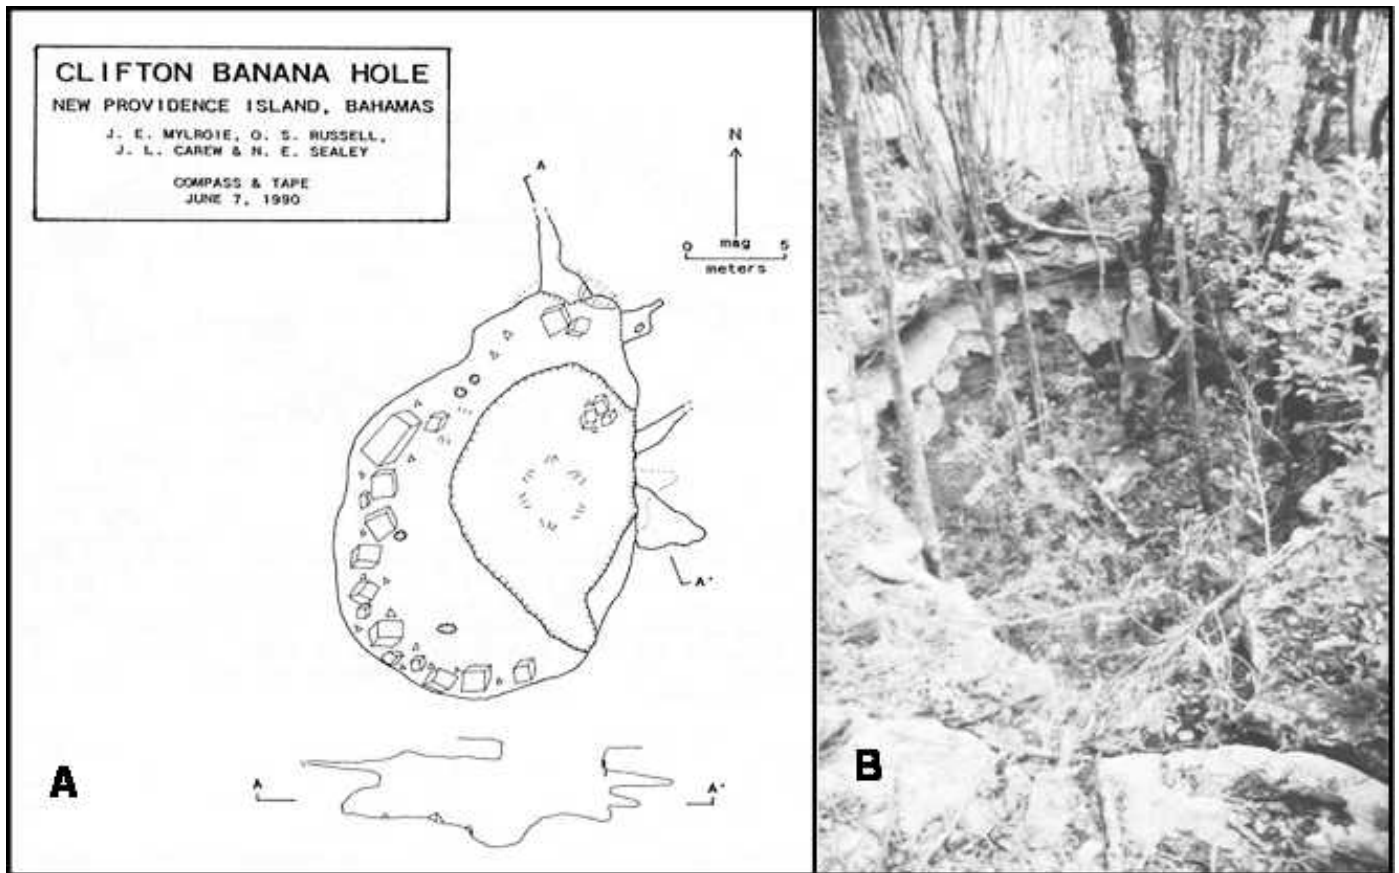 CLIFTON BANANA HOLE
NEW PROVIDENCE ISLAND, BAHAMAS
J. E. MYLROIE, O. S. RUSSELL,
J. L. CAREW & N. E. SEALEY
COMPASS & TAPE
JUNE 7, 1990
N
mag
0 5
meters
A
A'
A
A'
A
B